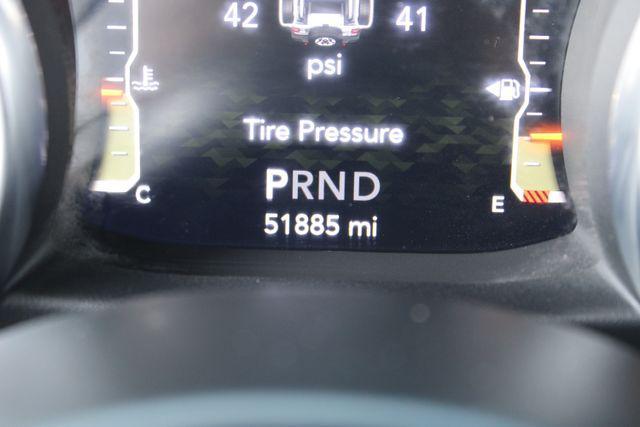 42 41
psi
Tire Pressure
PRND
C E
51885 mi